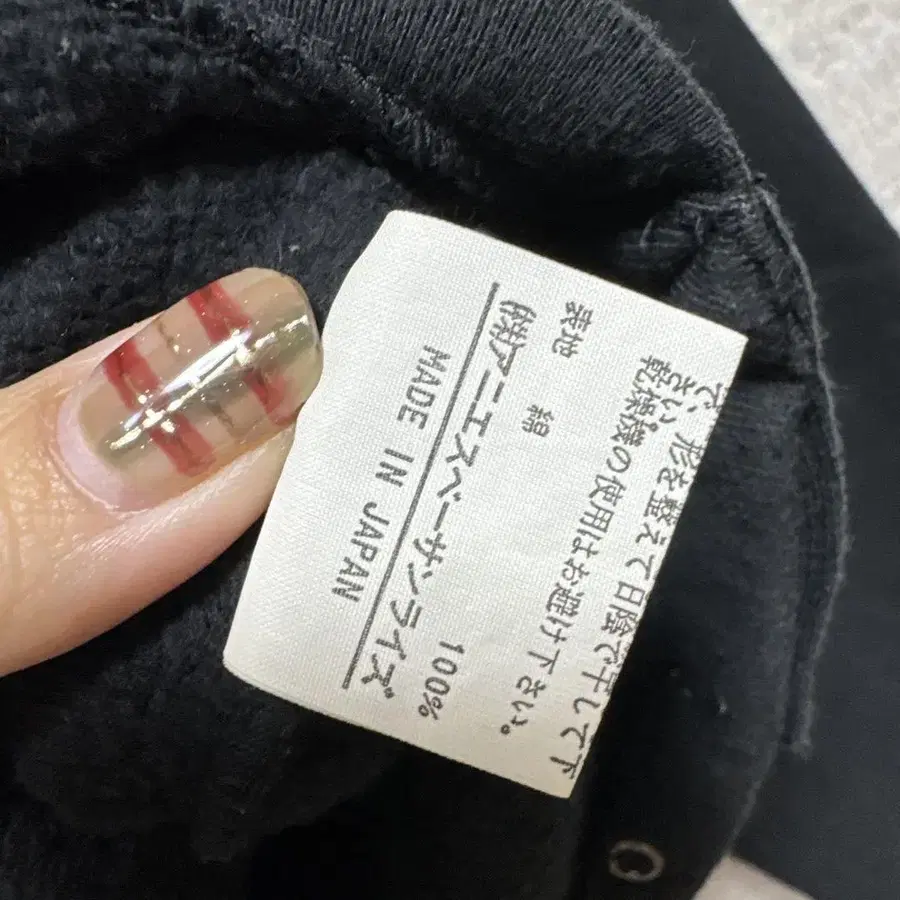 で、形を整えて日陰で干して下
さい。
乾燥機の使用はお避け下さい。
表地 綿 100%
㈱アニエスベーサンライズ
MADE IN JAPAN